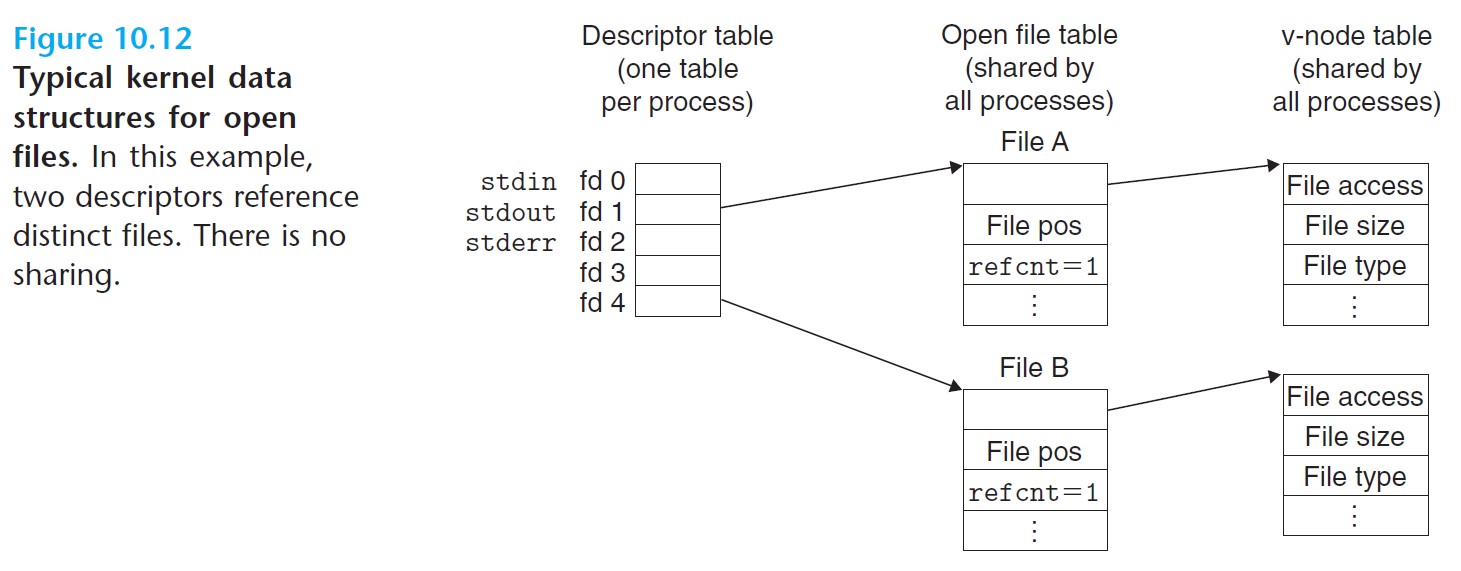 Figure 10.12
Typical kernel data
structures for open
files. In this example,
two descriptors reference
distinct files. There is no
sharing.
Descriptor table
(one table
per process)
Open file table
(shared by
all processes)
v-node table
(shared by
all processes)
stdin fd 0
stdout fd 1
stderr fd 2
fd 3
fd 4
File A
File pos
refcnt=1
⋮
File access
File size
File type
⋮
File B
File pos
refcnt=1
⋮
File access
File size
File type
⋮